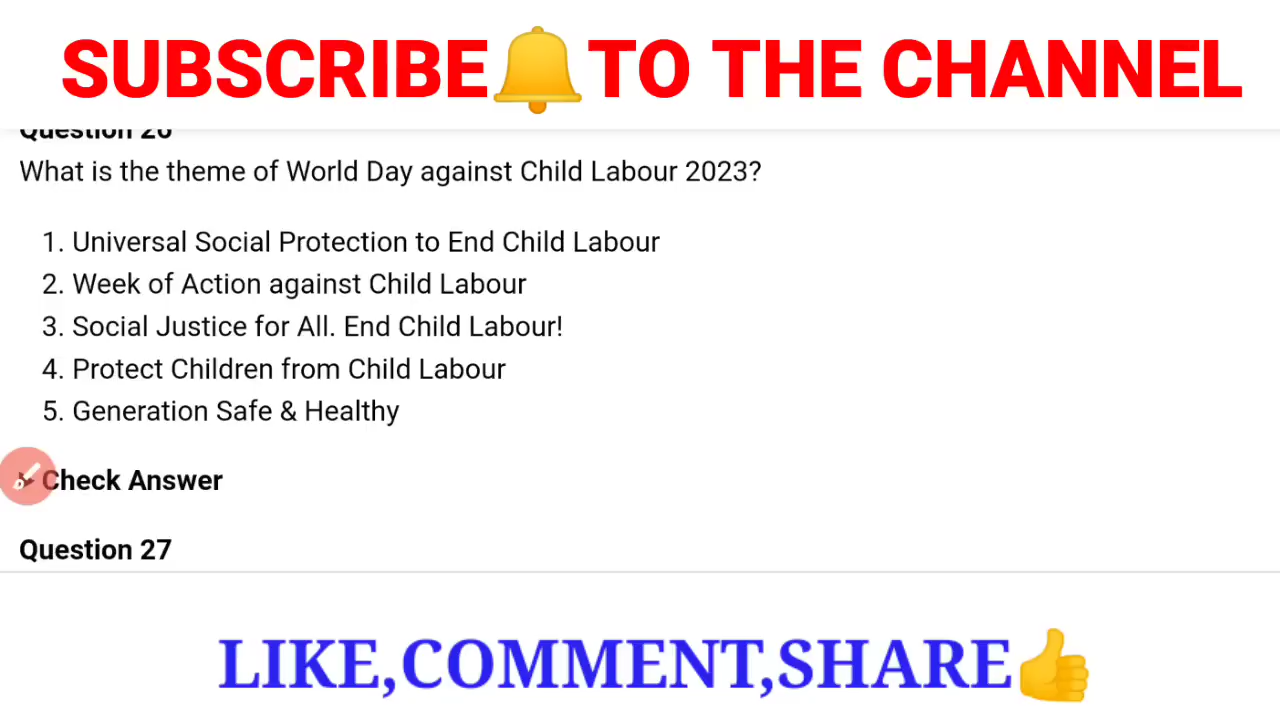 SUBSCRIBE🔔TO THE CHANNEL
Question 26
What is the theme of World Day against Child Labour 2023?
1. Universal Social Protection to End Child Labour
2. Week of Action against Child Labour
3. Social Justice for All. End Child Labour!
4. Protect Children from Child Labour
5. Generation Safe & Healthy
Check Answer
Question 27
LIKE,COMMENT,SHARE👍